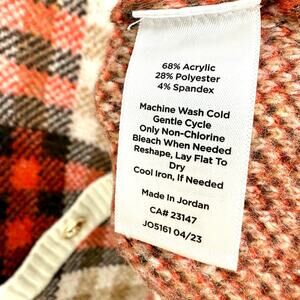 68% Acrylic
28% Polyester
4% Spandex
Machine Wash Cold
Gentle Cycle
Only Non-Chlorine
Bleach When Needed
Reshape, Lay Flat To
Dry
Cool Iron, If Needed
Made In Jordan
CA# 23147
JO5161 04/23